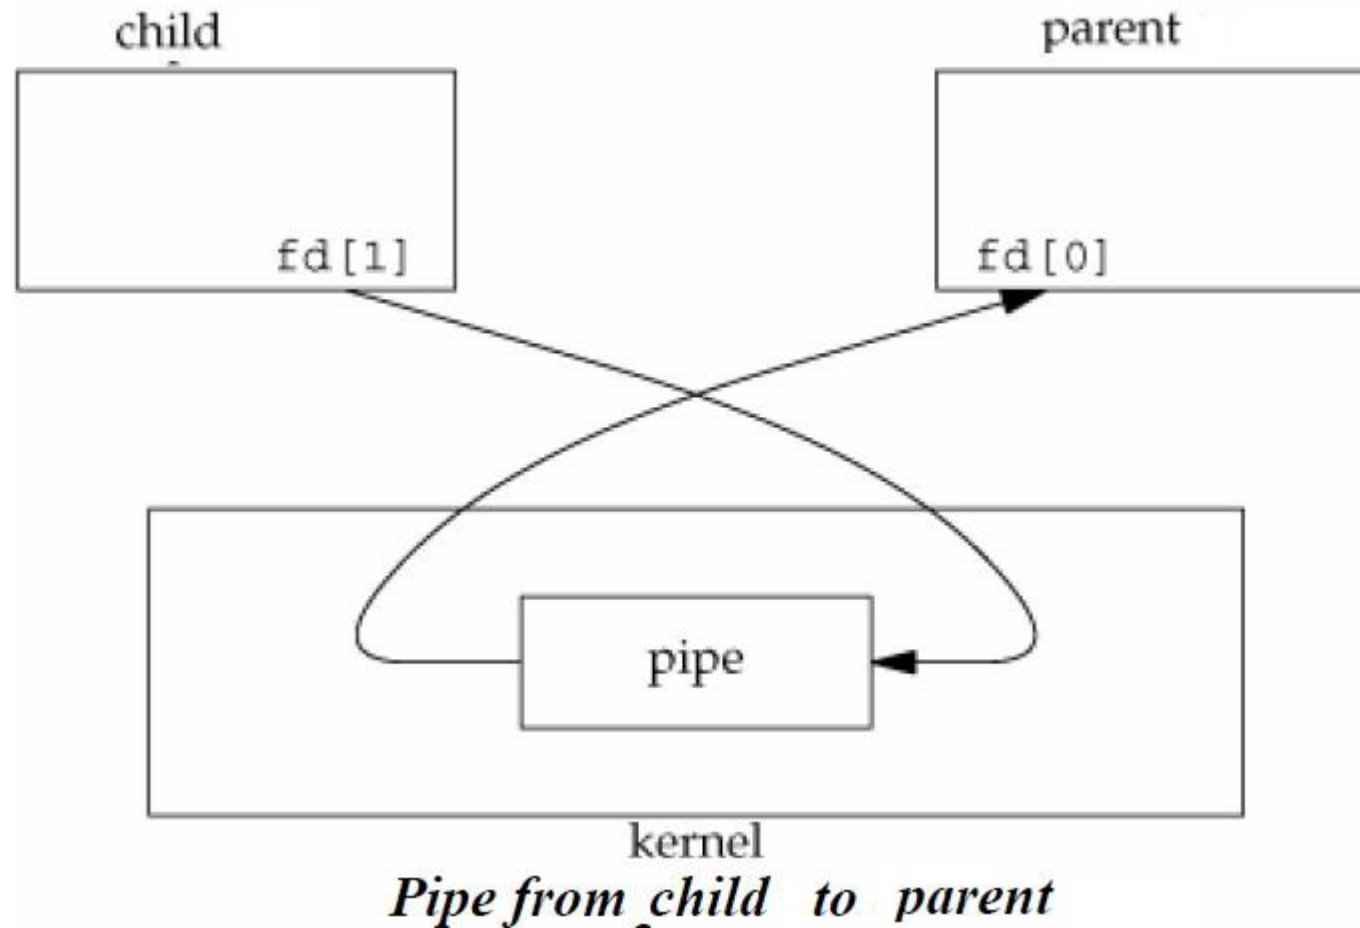 child parent
fd[1] fd[0]
pipe
kernel
Pipe from child to parent